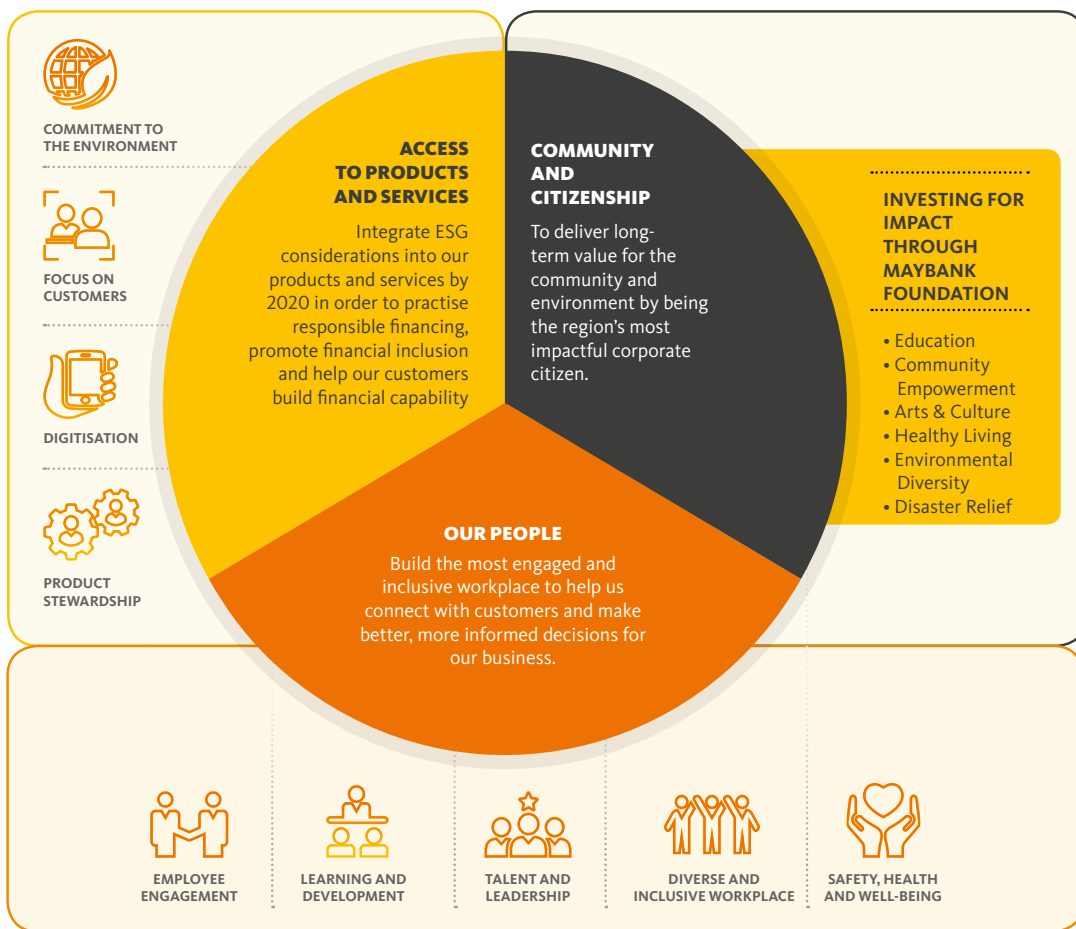 COMMITMENT TO
THE ENVIRONMENT
FOCUS ON
CUSTOMERS
DIGITISATION
PRODUCT
STEWARDSHIP
ACCESS
TO PRODUCTS
AND SERVICES
Integrate ESG
considerations into our
products and services by
2020 in order to practise
responsible financing,
promote financial inclusion
and help our customers
build financial capability
COMMUNITY
AND
CITIZENSHIP
To deliver long-
term value for the
community and
environment by being
the region's most
impactful corporate
citizen.
INVESTING FOR
IMPACT
THROUGH
MAYBANK
FOUNDATION
• Education
• Community
Empowerment
• Arts & Culture
• Healthy Living
• Environmental
Diversity
• Disaster Relief
OUR PEOPLE
Build the most engaged and
inclusive workplace to help us
connect with customers and make
better, more informed decisions for
our business.
EMPLOYEE
ENGAGEMENT
LEARNING AND
DEVELOPMENT
TALENT AND
LEADERSHIP
DIVERSE AND
INCLUSIVE WORKPLACE
SAFETY, HEALTH
AND WELL-BEING